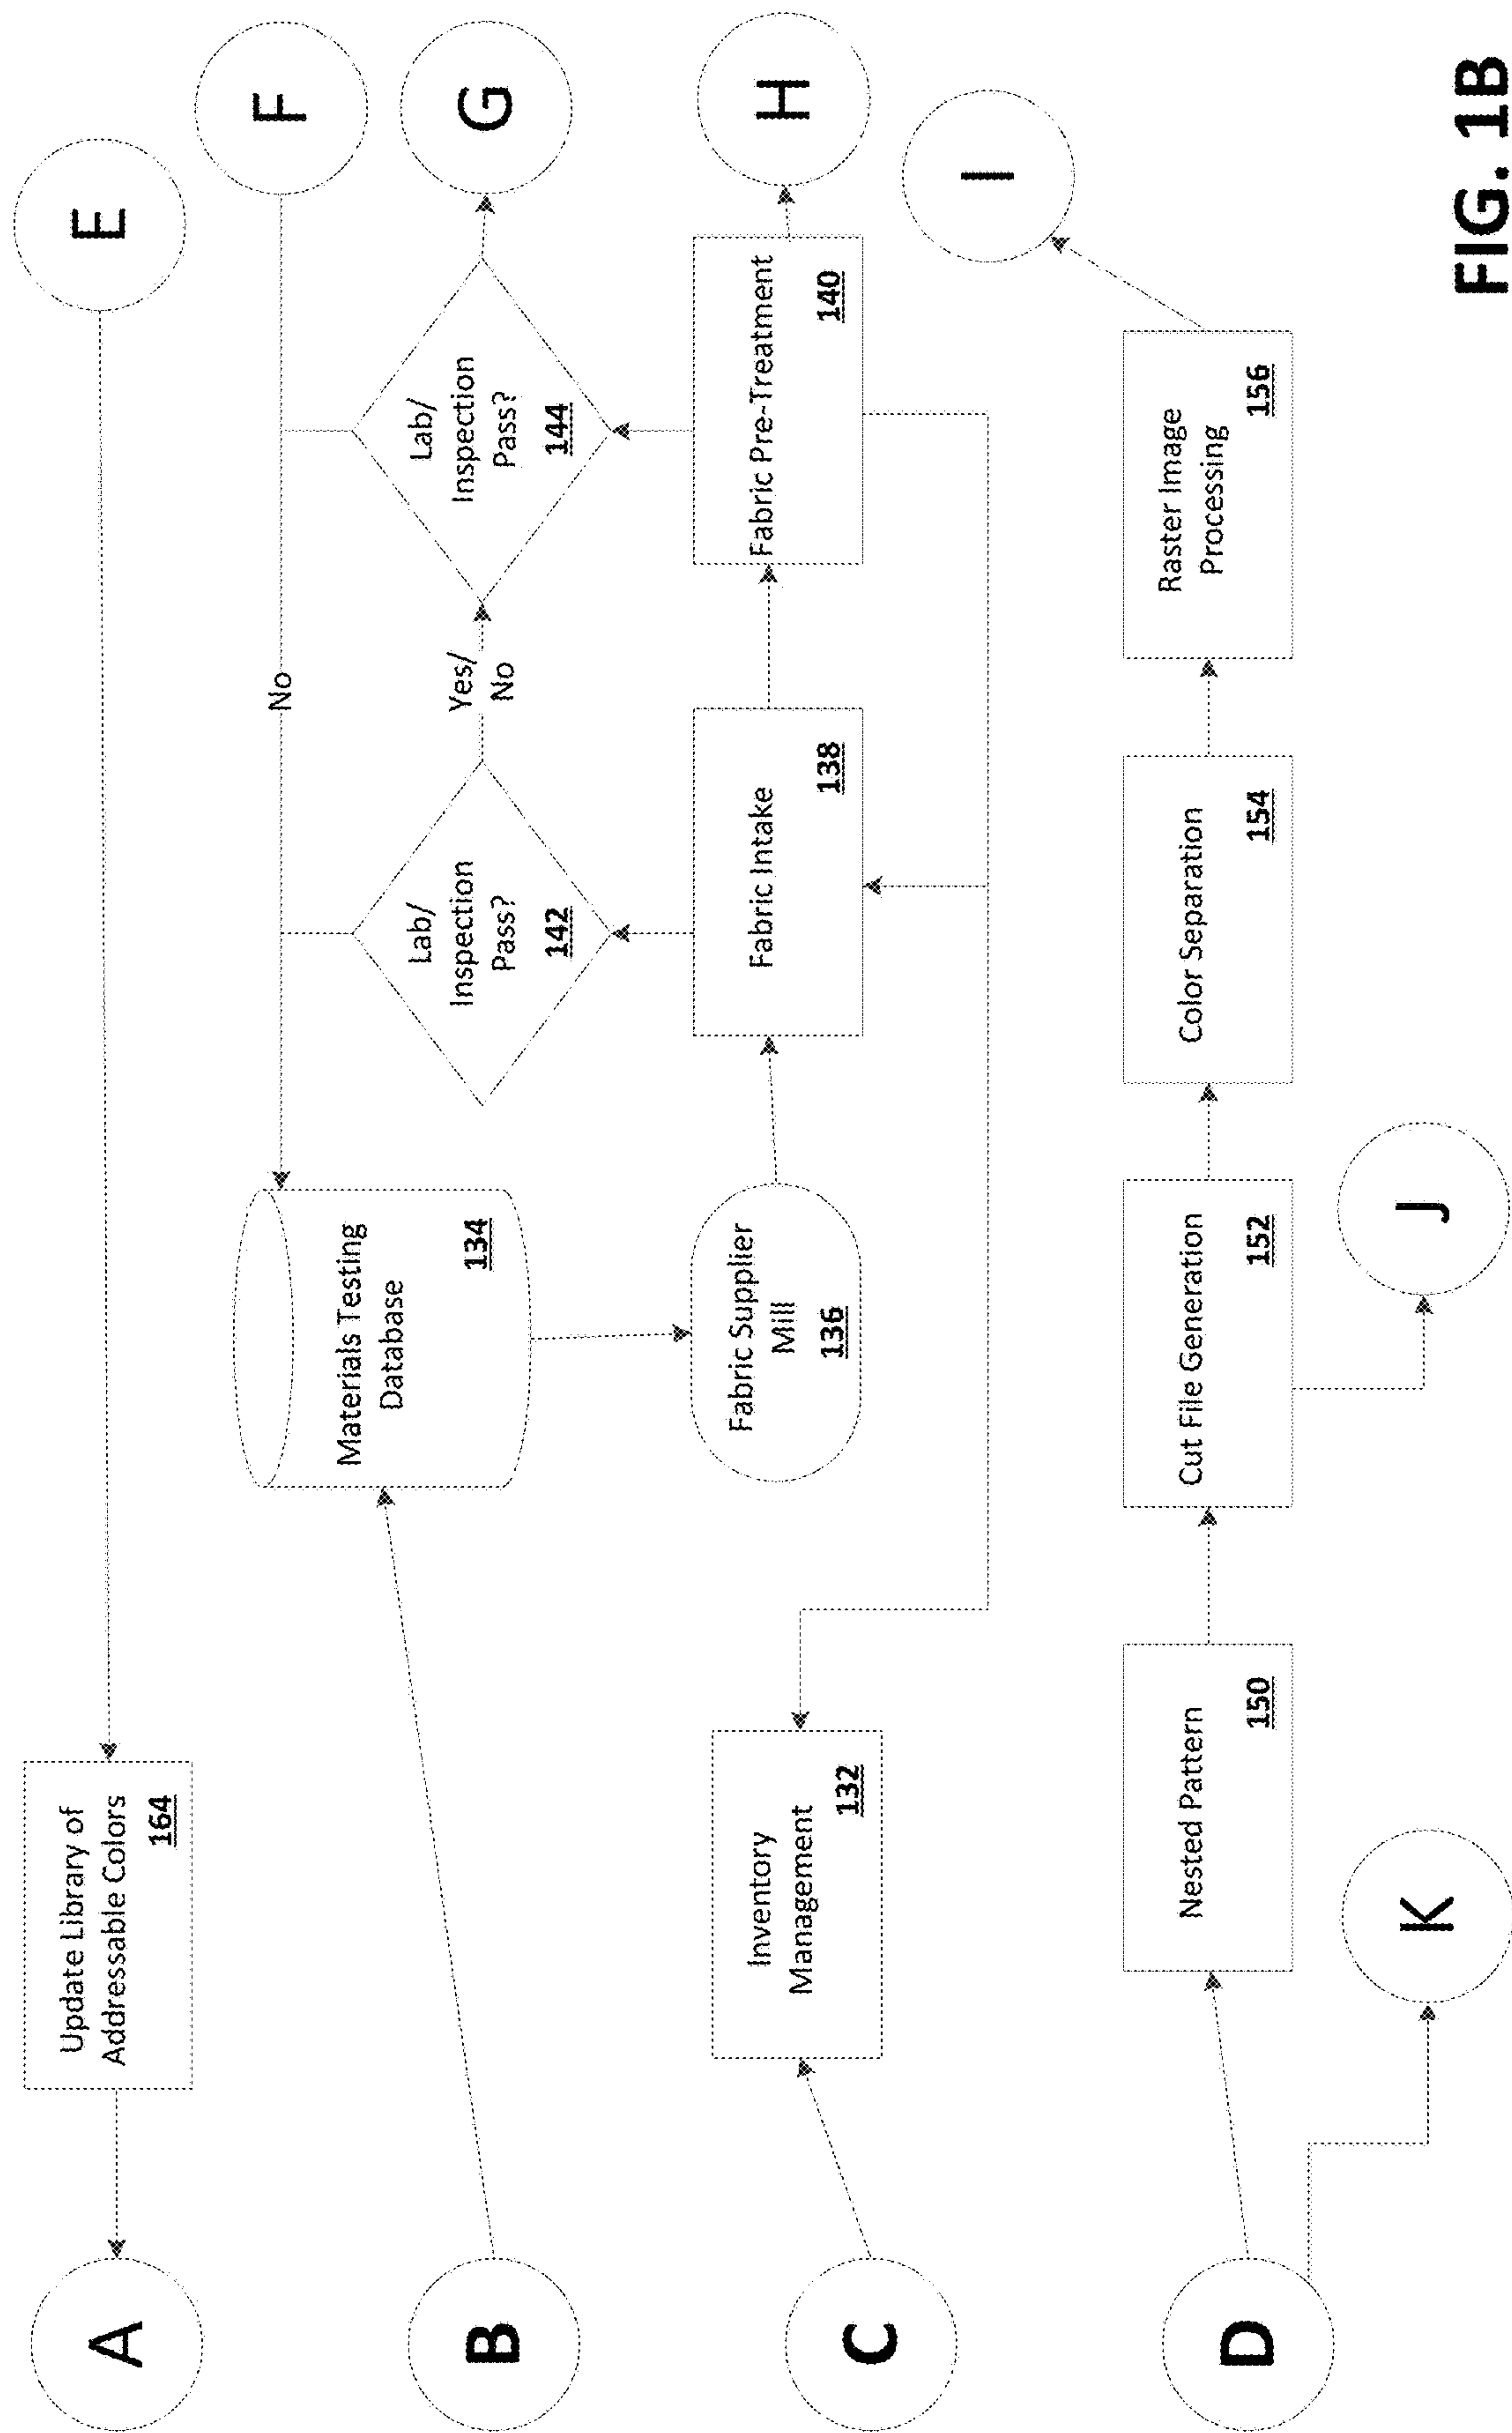 E
F
G
H
I
Update Library of
Addressable Colors
164
A
No
Materials Testing
Database
134
B
Lab/
Inspection
Pass?
142
Yes/
No
Lab/
Inspection
Pass?
144
Fabric Supplier
Mill
136
Fabric Intake
138
Fabric Pre-Treatment
140
C
Inventory
Management
132
D
Nested Pattern
150
Cut File Generation
152
Color Separation
154
Raster Image
Processing
156
K
J
FIG. 1B